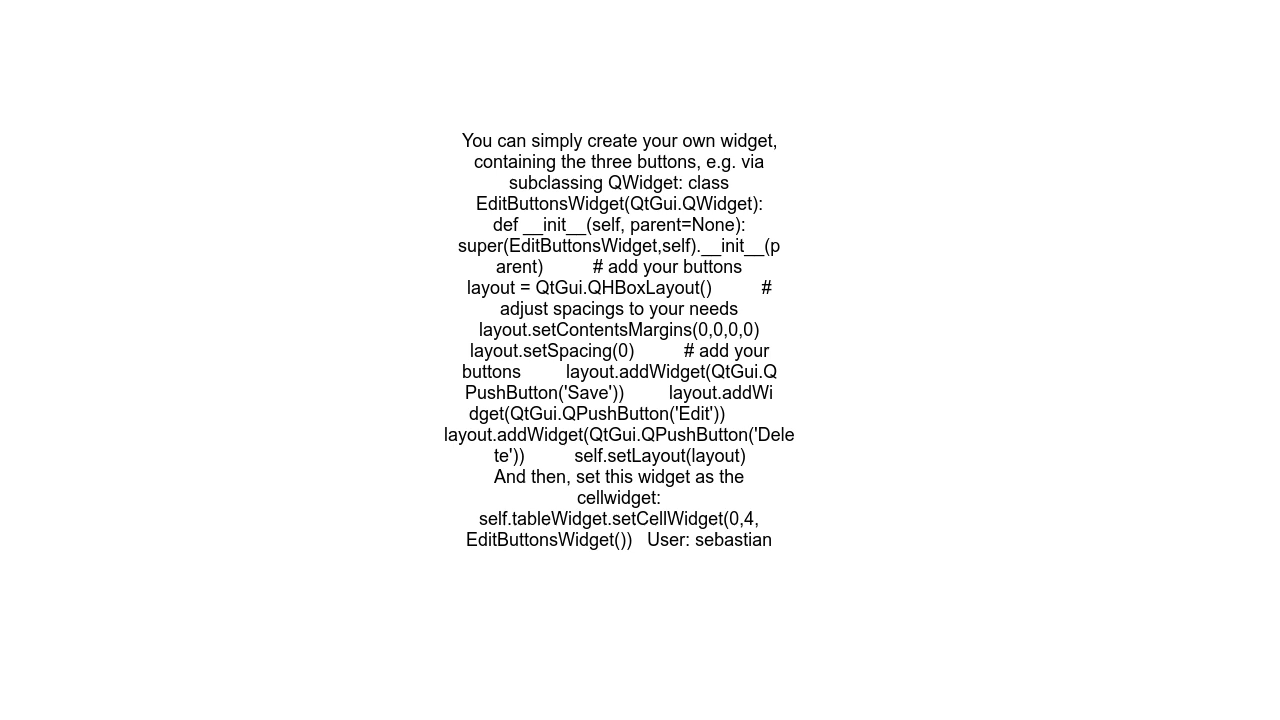 You can simply create your own widget,
containing the three buttons, e.g. via
subclassing QWidget: class
EditButtonsWidget(QtGui.QWidget):
def __init__(self, parent=None):
super(EditButtonsWidget,self).__init__(p
arent)          # add your buttons
layout = QtGui.QHBoxLayout()          #
adjust spacings to your needs
layout.setContentsMargins(0,0,0,0)
layout.setSpacing(0)          # add your
buttons         layout.addWidget(QtGui.Q
PushButton('Save'))         layout.addWi
dget(QtGui.QPushButton('Edit'))
layout.addWidget(QtGui.QPushButton('Dele
te'))          self.setLayout(layout)
And then, set this widget as the
cellwidget:
self.tableWidget.setCellWidget(0,4,
EditButtonsWidget())   User: sebastian